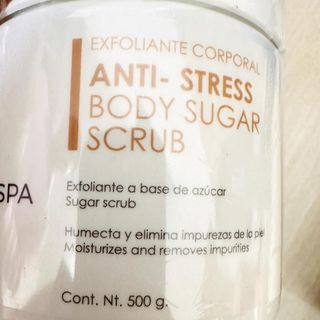 EXFOLIANTE CORPORAL
ANTI- STRESS
BODY SUGAR
SCRUB
SPA
Exfoliante a base de azúcar
Sugar scrub
Humecta y elimina impurezas de la piel
Moisturizes and removes impurities
Cont. Nt. 500 g.